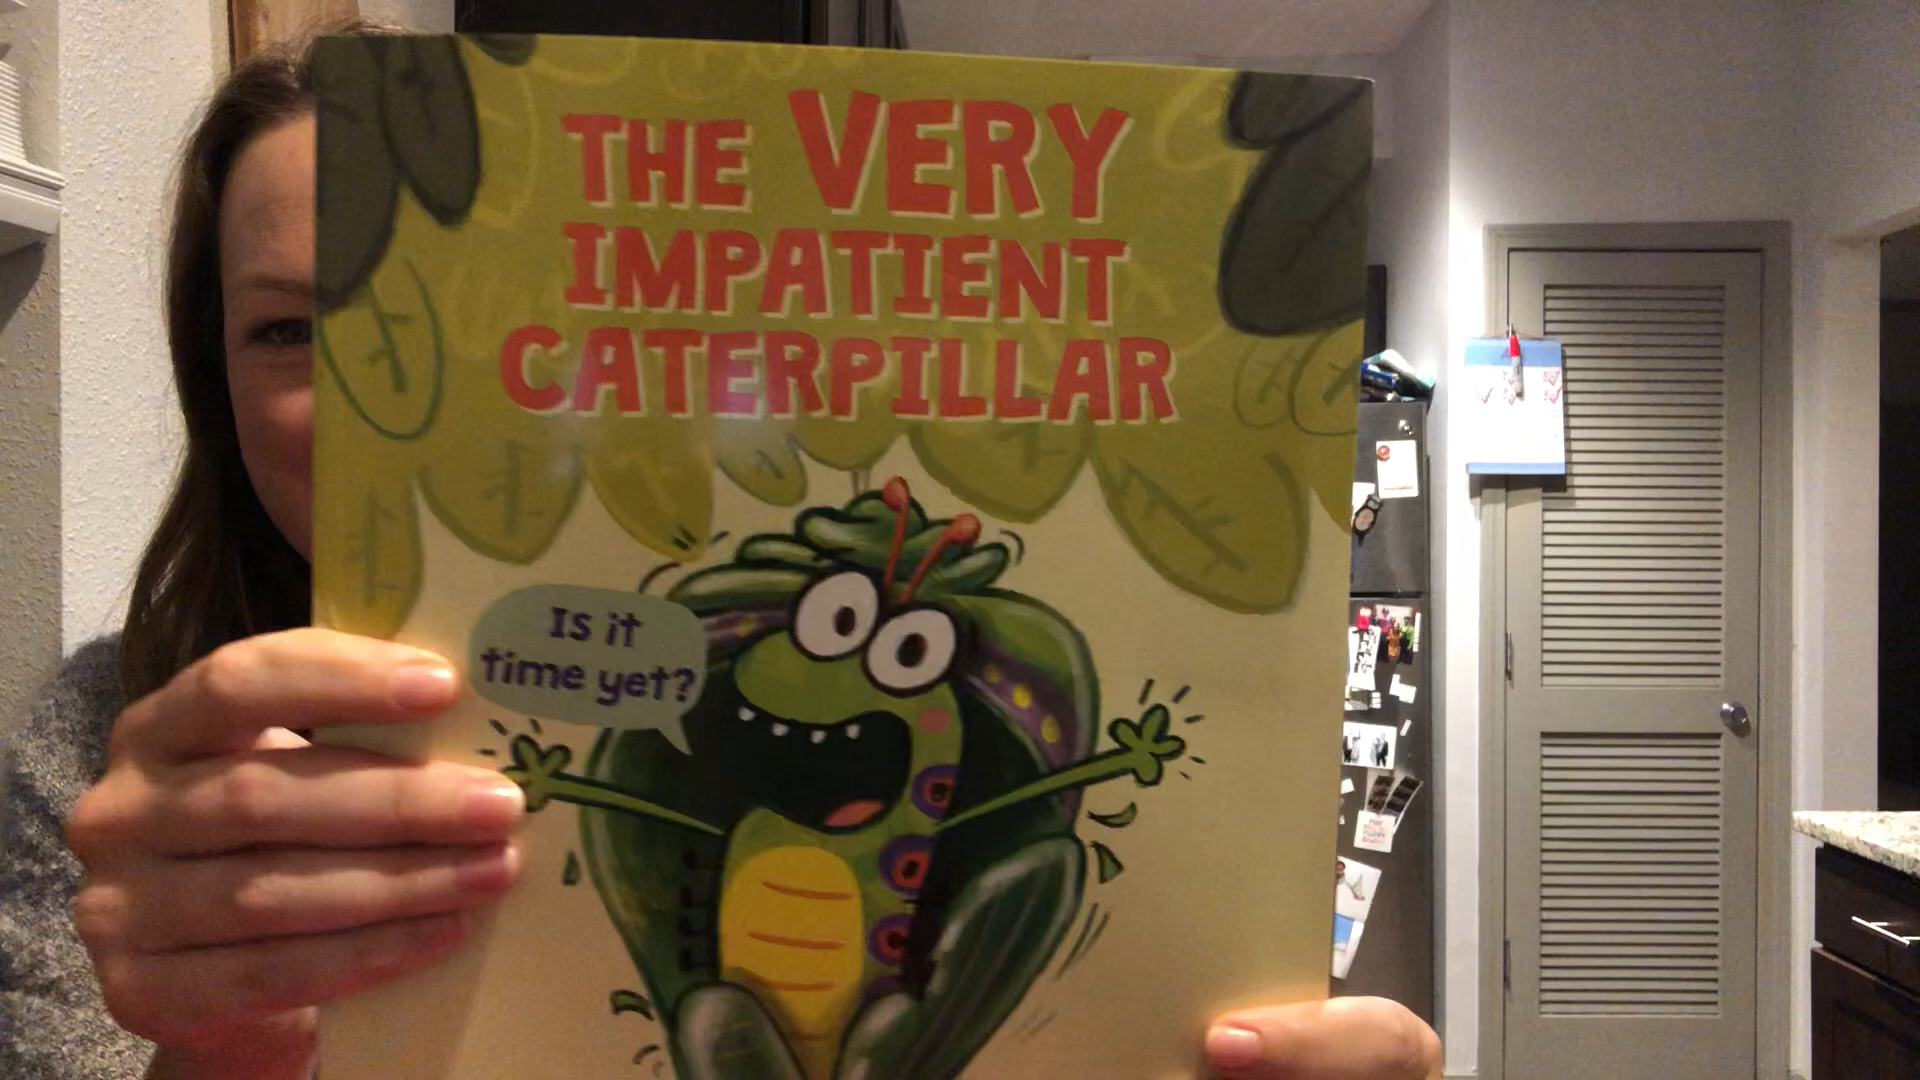 THE VERY
IMPATIENT
CATERPILLAR
Is it
time yet?